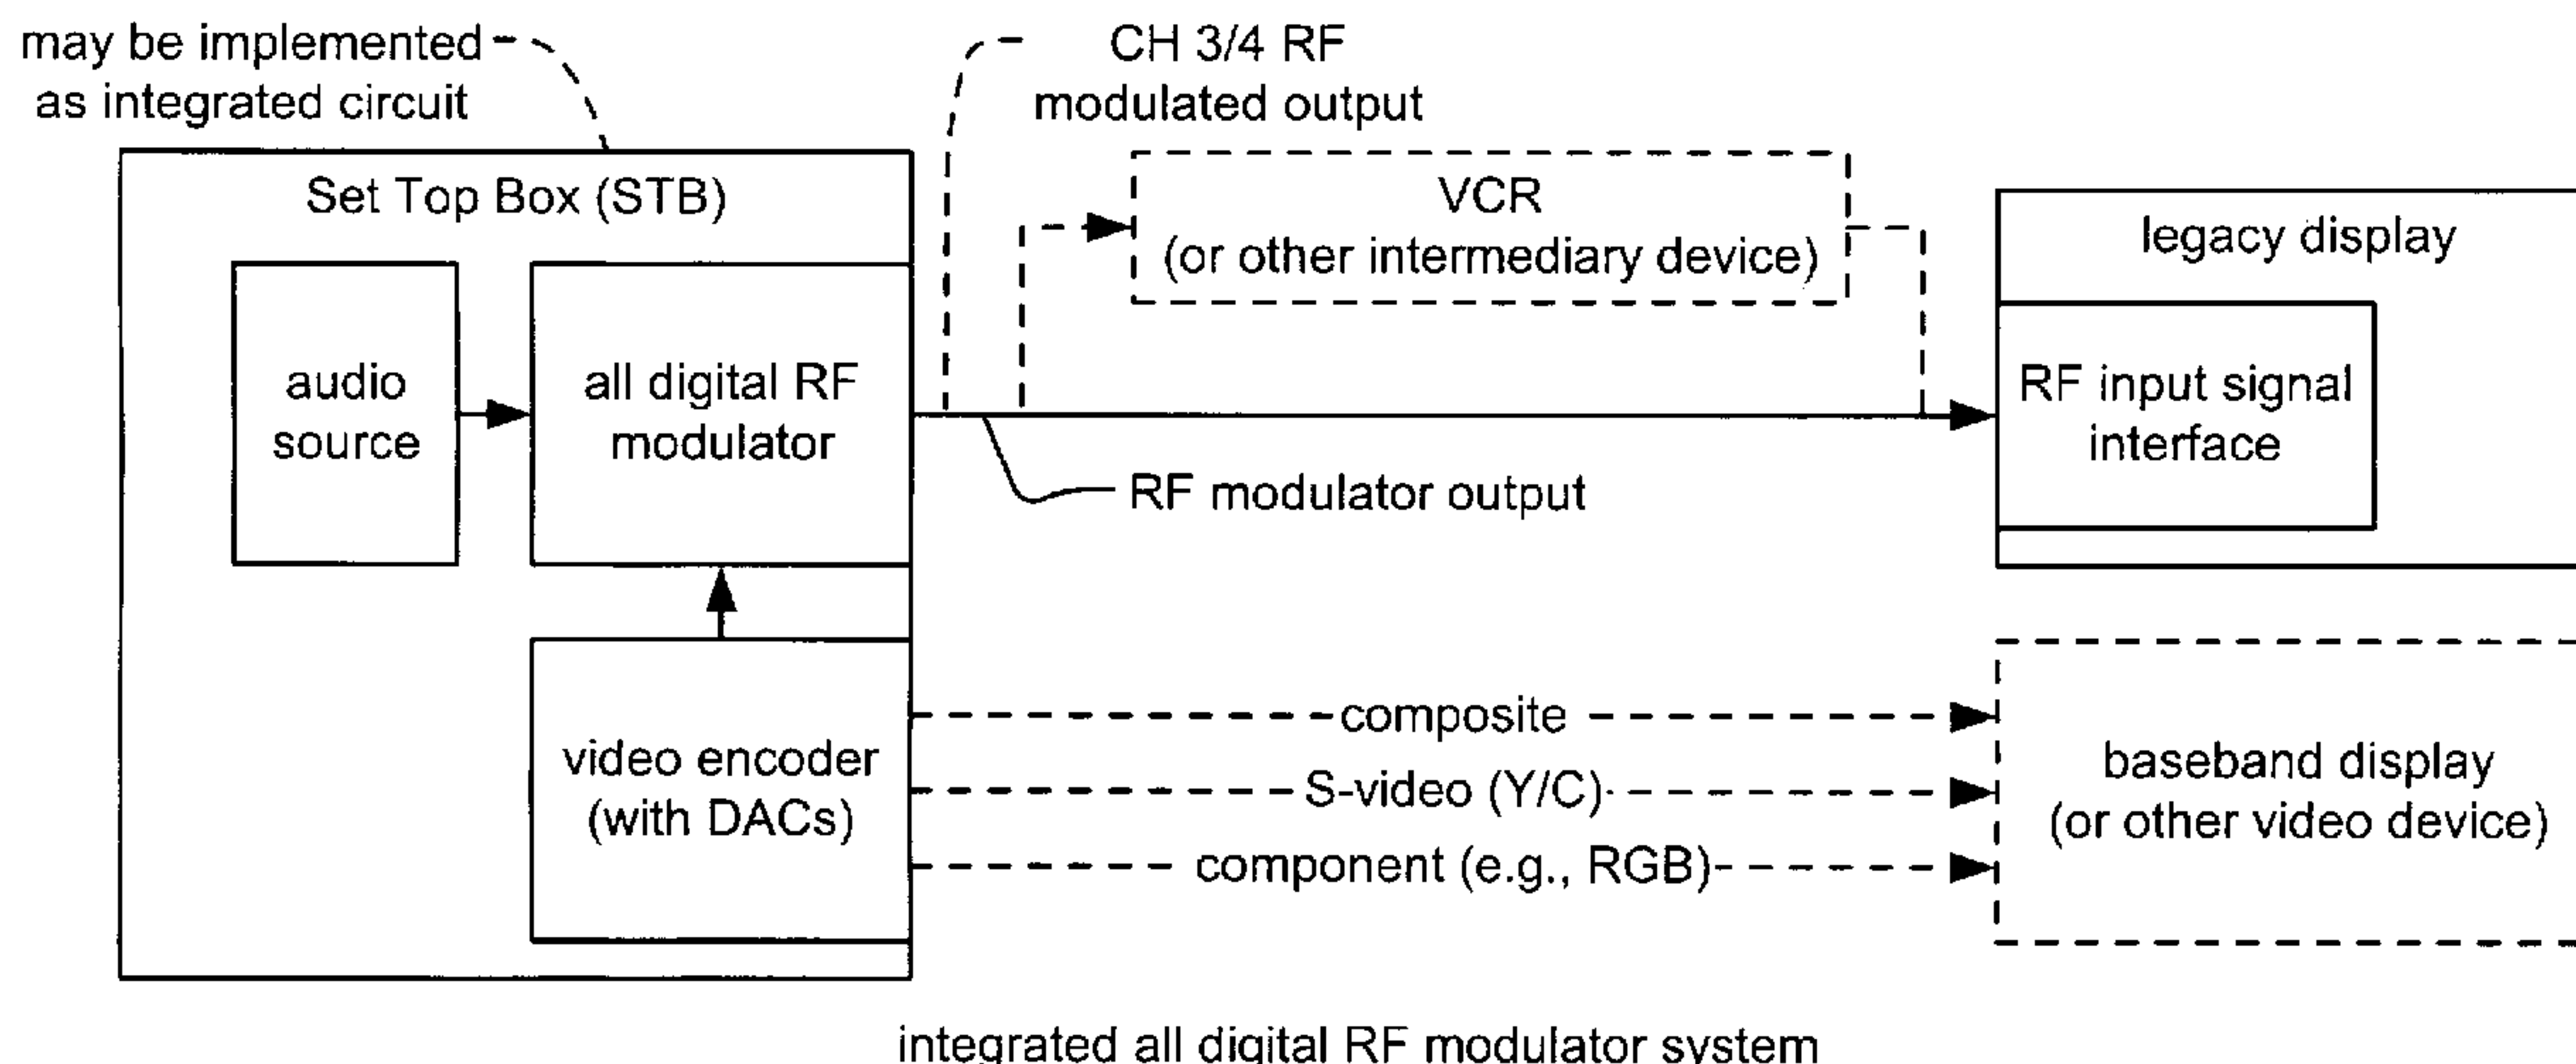 may be implemented
as integrated circuit
CH 3/4 RF
modulated output
Set Top Box (STB)
VCR
(or other intermediary device)
legacy display
audio
source
all digital RF
modulator
RF input signal
interface
RF modulator output
video encoder
(with DACs)
composite
S-video (Y/C)
component (e.g., RGB)
baseband display
(or other video device)
integrated all digital RF modulator system